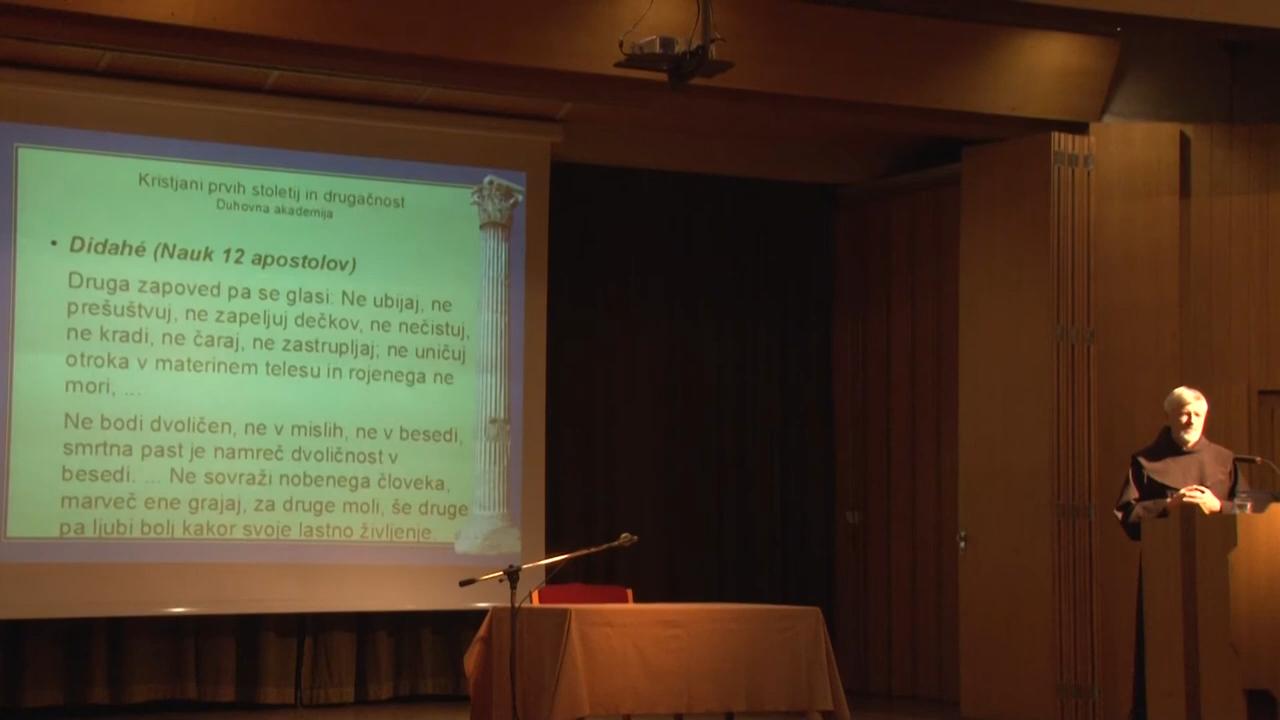 Kristjani prvih stoletij in drugačnost
Duhovna akademija
• Didahé (Nauk 12 apostolov)
Druga zapoved pa se glasi: Ne ubijaj, ne
prešuštvuj, ne zapeljuj dečkov, ne nečistuj,
ne kradi, ne čaraj, ne zastrupljaj; ne uničuj
otroka v materinem telesu in rojenega ne
mori, ...
Ne bodi dvoličen, ne v mislih, ne v besedi,
smrtna past je namreč dvoličnost v
besedi. ... Ne sovraži nobenega človeka,
marveč ene grajaj, za druge moli, še druge
pa ljubi bolj kakor svoje lastno življenje.